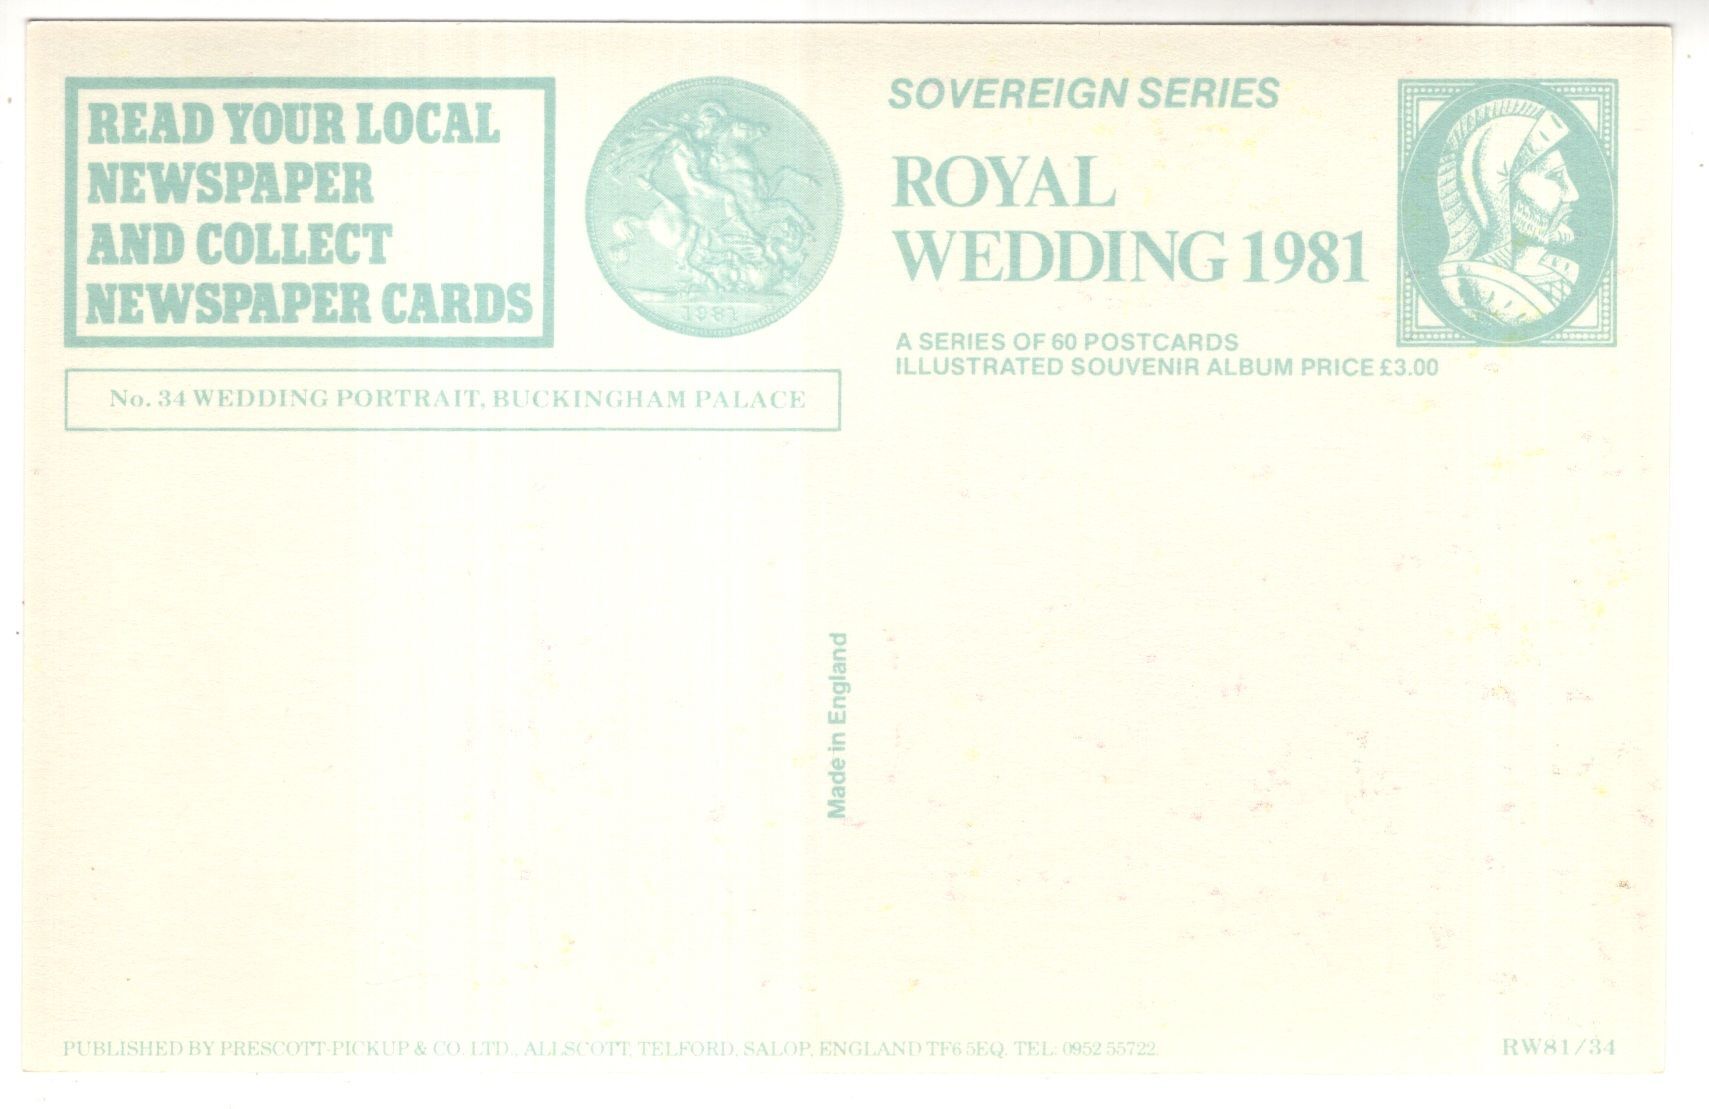 READ YOUR LOCAL
NEWSPAPER
AND COLLECT
NEWSPAPER CARDS
1981
No. 34 WEDDING PORTRAIT, BUCKINGHAM PALACE
SOVEREIGN SERIES
ROYAL
WEDDING 1981
A SERIES OF 60 POSTCARDS
ILLUSTRATED SOUVENIR ALBUM PRICE £3.00
Made in England
PUBLISHED BY PRESCOTT-PICKUP & CO. LTD., ALLSCOTT, TELFORD, SALOP, ENGLAND TF6 5EQ. TEL: 0952 55722.
RW81/34